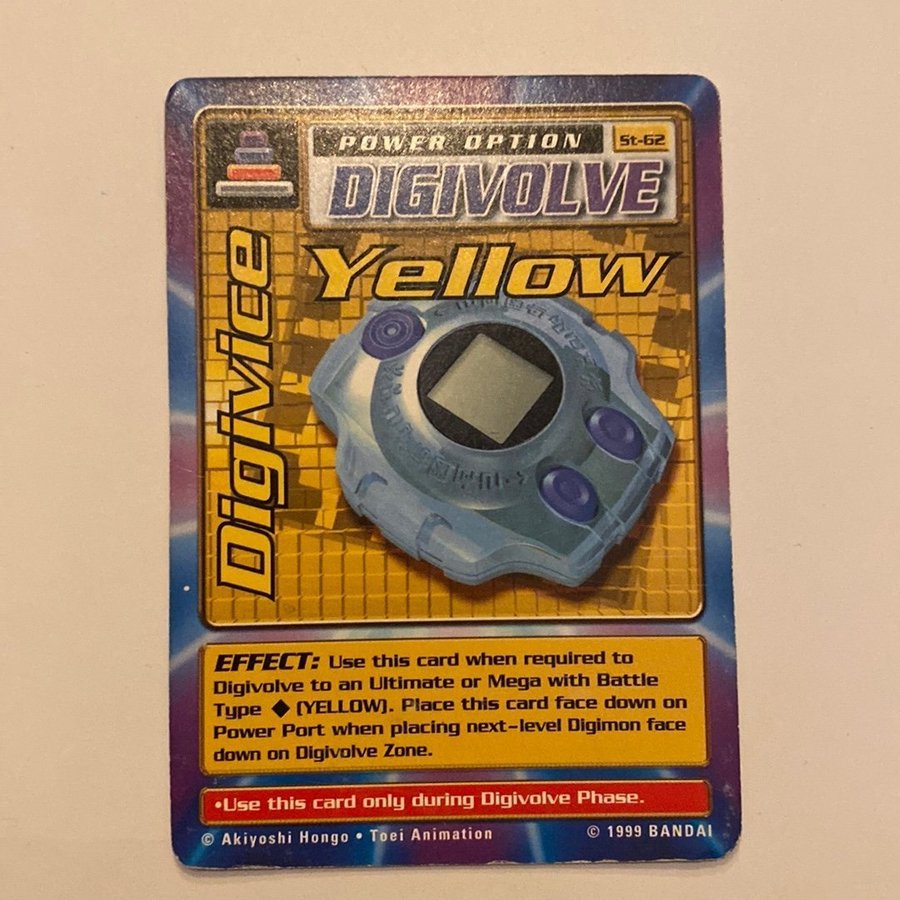 POWER OPTION St-62
DIGIVOLVE
Yellow
Digivice
EFFECT: Use this card when required to
Digivolve to an Ultimate or Mega with Battle
Type ◆ (YELLOW). Place this card face down on
Power Port when placing next-level Digimon face
down on Digivolve Zone.
•Use this card only during Digivolve Phase.
© Akiyoshi Hongo • Toei Animation © 1999 BANDAI